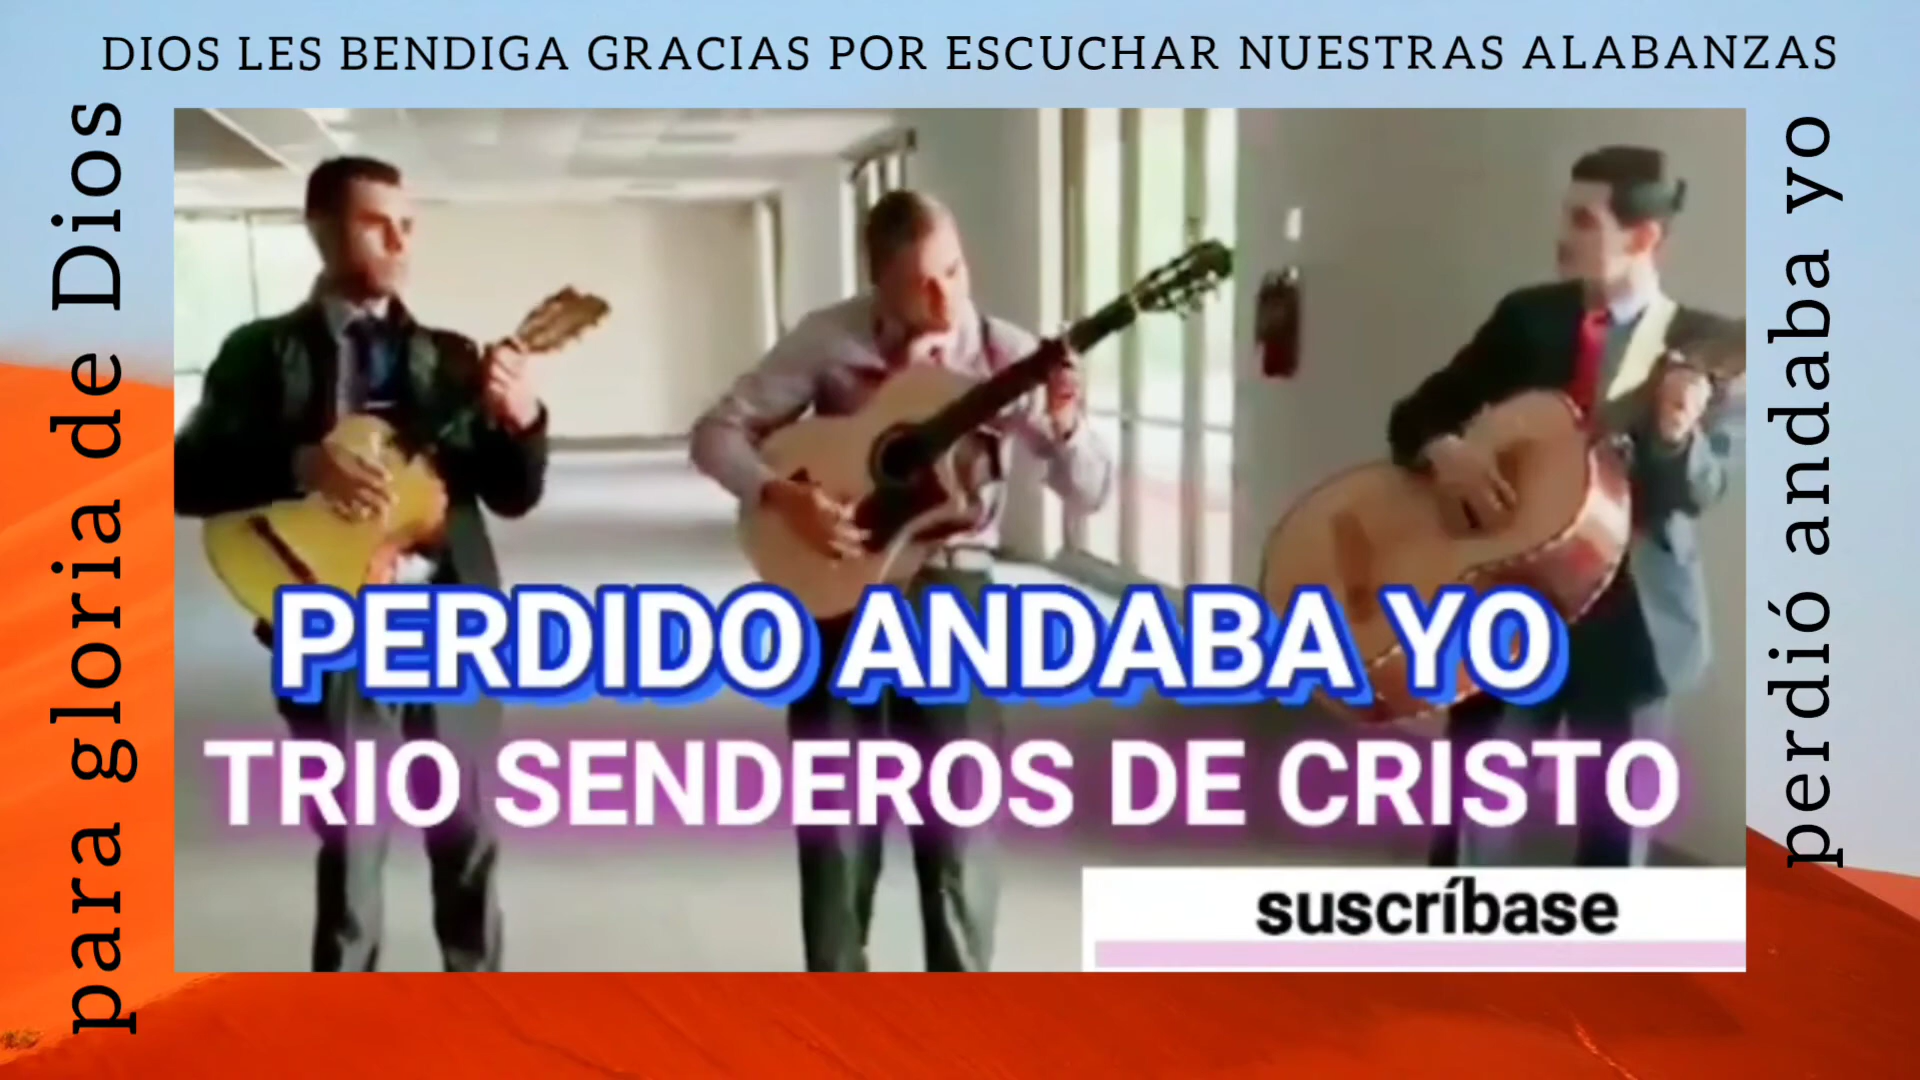 DIOS LES BENDIGA GRACIAS POR ESCUCHAR NUESTRAS ALABANZAS
para gloria de Dios
PERDIDO ANDABA YO
TRIO SENDEROS DE CRISTO
suscríbase
perdió andaba yo